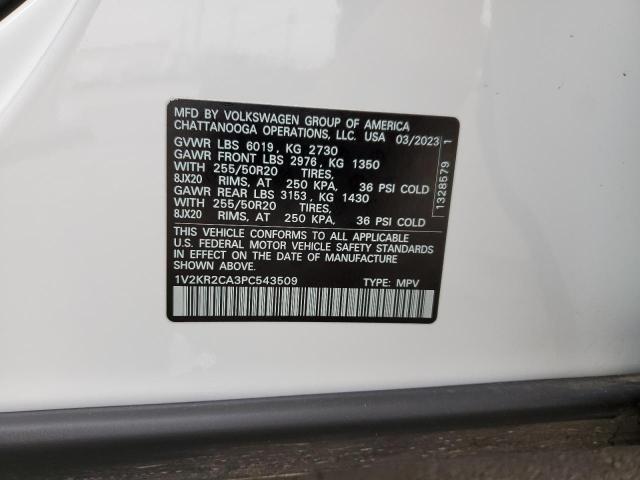 MFD BY VOLKSWAGEN GROUP OF AMERICA
CHATTANOOGA OPERATIONS, LLC. USA 03/2023
GVWR LBS 6019, KG 2730
GAWR FRONT LBS 2976, KG 1350
WITH 255/50R20 TIRES,
8JX20 RIMS, AT 250 KPA, 36 PSI COLD
GAWR REAR LBS 3153, KG 1430
WITH 255/50R20 TIRES,
8JX20 RIMS, AT 250 KPA, 36 PSI COLD
THIS VEHICLE CONFORMS TO ALL APPLICABLE
U.S. FEDERAL MOTOR VEHICLE SAFETY STANDARDS
IN EFFECT ON THE DATE OF MANUFACTURE
SHOWN ABOVE.
1V2KR2CA3PC543509 TYPE: MPV
1328579 1